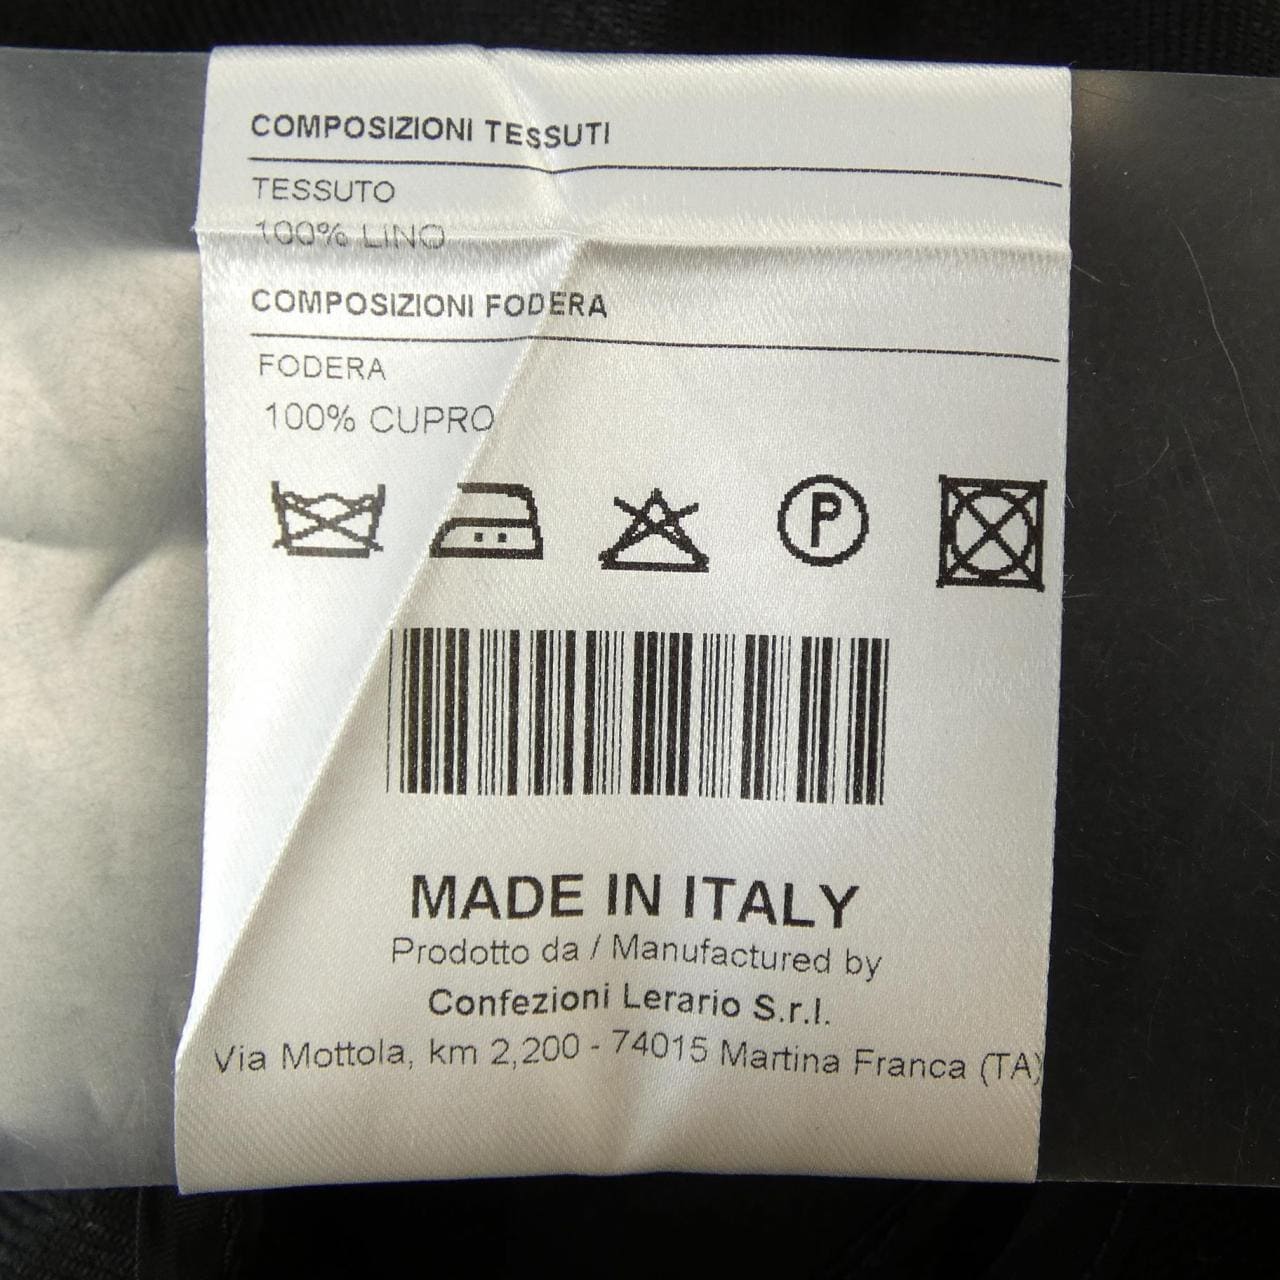 COMPOSIZIONI TESSUTI
TESSUTO
100% LINO
COMPOSIZIONI FODERA
FODERA
100% CUPRO
P
MADE IN ITALY
Prodotto da / Manufactured by
Confezioni Lerario S.r.l.
Via Mottola, km 2,200 - 74015 Martina Franca (TA)